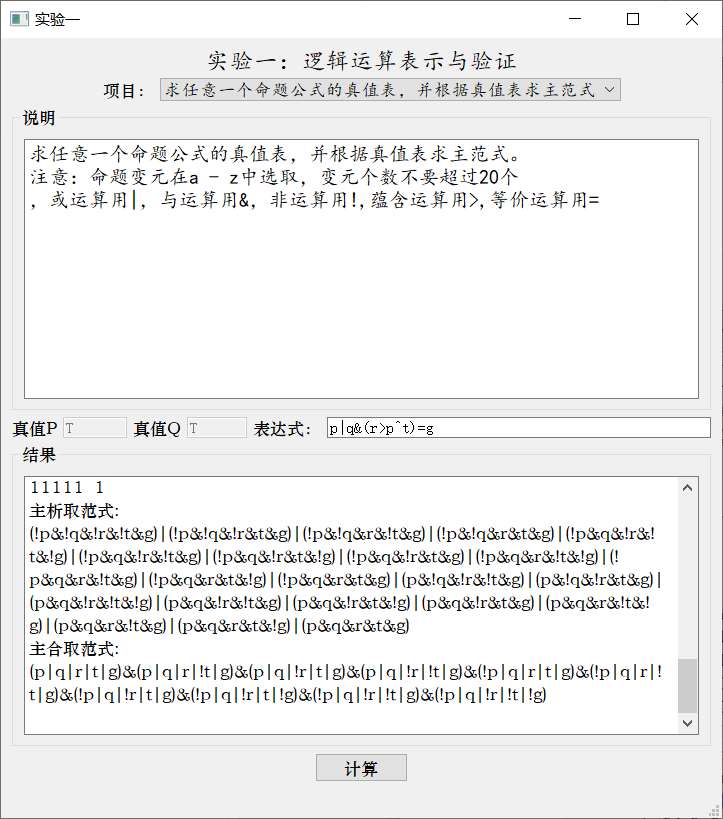 实验一
实验一：逻辑运算表示与验证
项目： 求任意一个命题公式的真值表，并根据真值表求主范式
说明
求任意一个命题公式的真值表，并根据真值表求主范式。
注意：命题变元在a - z中选取，变元个数不要超过20个
，或运算用|，与运算用&，非运算用!,蕴含运算用>,等价运算用=
真值P T 真值Q T 表达式： p|q&(r>p^t)=g
结果
11111 1
主析取范式:
(!p&!q&!r&!t&g)|(!p&!q&!r&t&g)|(!p&!q&r&!t&g)|(!p&!q&r&t&g)|(!p&q&!r&!
t&!g)|(!p&q&!r&!t&g)|(!p&q&!r&t&!g)|(!p&q&!r&t&g)|(!p&q&r&!t&!g)|(!
p&q&r&!t&g)|(!p&q&r&t&!g)|(!p&q&r&t&g)|(p&!q&!r&!t&g)|(p&!q&!r&t&g)|
(p&q&!r&!t&!g)|(p&q&!r&!t&g)|(p&q&!r&t&!g)|(p&q&!r&t&g)|(p&q&r&!t&!
g)|(p&q&r&!t&g)|(p&q&r&t&!g)|(p&q&r&t&g)
主合取范式:
(p|q|r|t|g)&(p|q|r|!t|g)&(p|q|!r|t|g)&(p|q|!r|!t|g)&(!p|q|r|t|g)&(!p|q|r|!
t|g)&(!p|q|!r|t|g)&(!p|q|!r|t|!g)&(!p|q|!r|!t|g)&(!p|q|!r|!t|!g)
计算